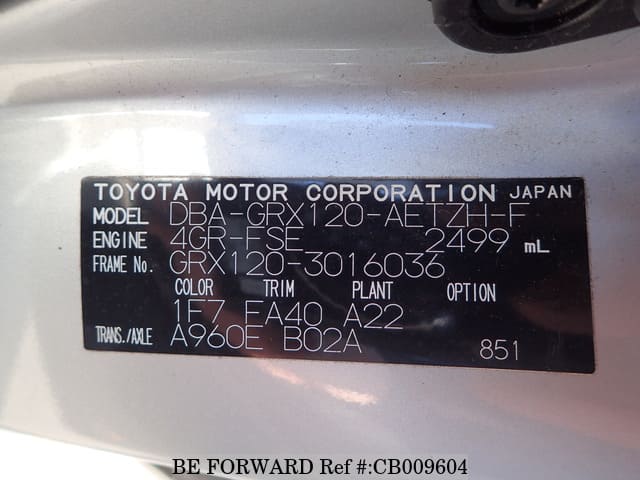 TOYOTA MOTOR CORPORATION JAPAN
MODEL DBA-GRX120-AETZH-F
ENGINE 4GR-FSE 2499 mL
FRAME No. GRX120-3016036
COLOR TRIM PLANT OPTION
1F7 FA40 A22
TRANS./AXLE A960E B02A 851
BE FORWARD Ref #:CB009604